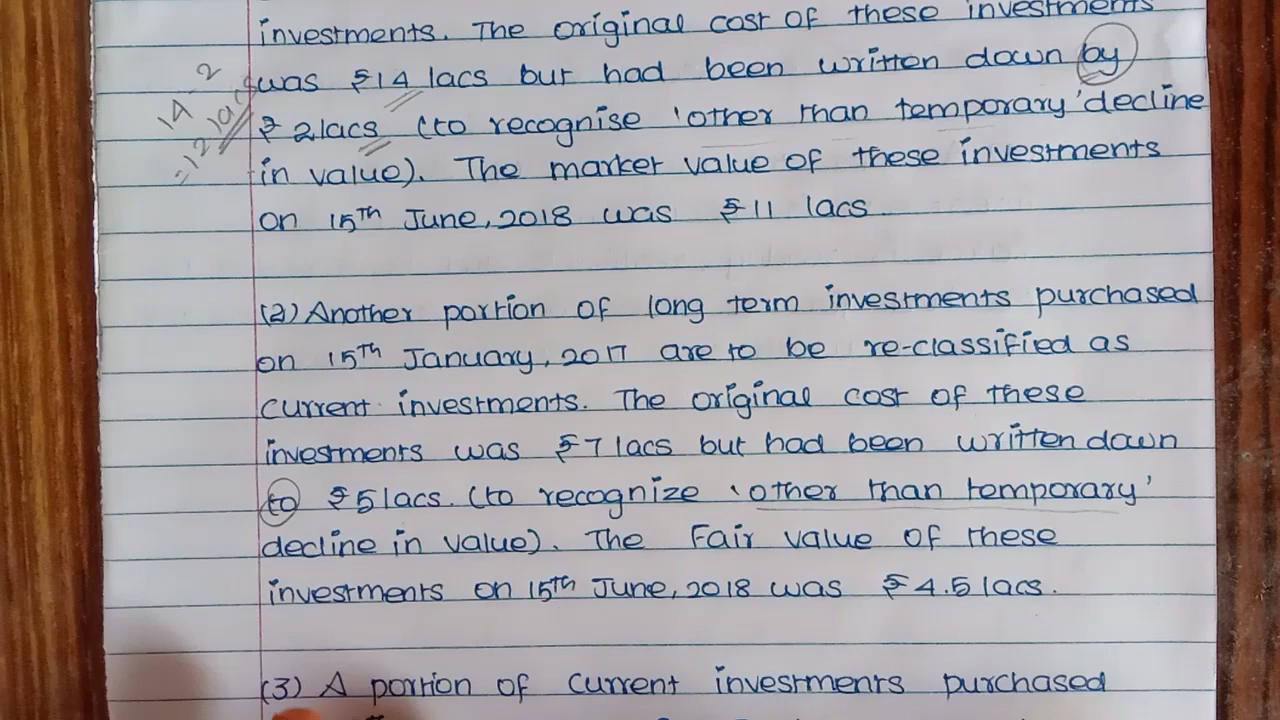 investments. The original cost of these investments
was ₹14 lacs but had been written down by
₹2lacs (to recognise 'other than temporary' decline
in value). The market value of these investments
on 15th June, 2018 was ₹11 lacs
14-2
=12 lacs
(2) Another portion of long term investments purchased
on 15th January, 2017 are to be re-classified as
current investments. The original cost of these
investments was ₹7 lacs but had been written down
to ₹5lacs. (to recognize 'other than temporary'
decline in value). The Fair value of these
investments on 15th June, 2018 was ₹4.5 lacs.
(3) A portion of current investments purchased